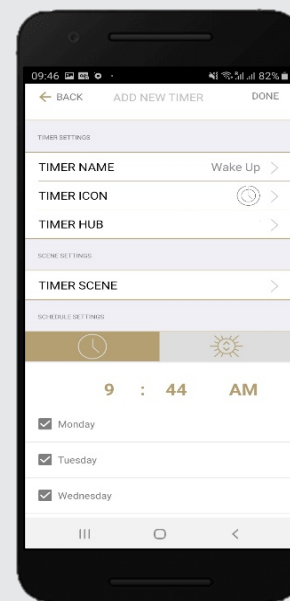 09:46 82%
BACK ADD NEW TIMER DONE
TIMER SETTINGS
TIMER NAME Wake Up
TIMER ICON
TIMER HUB
SCENE SETTINGS
TIMER SCENE
SCHEDULE SETTINGS
9 : 44 AM
Monday
Tuesday
Wednesday